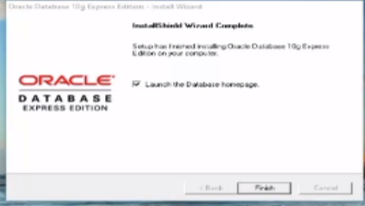 Oracle Database 10g Express Edition - Install Wizard
InstallShield Wizard Complete
Setup has finished installing Oracle Database 10g Express
Edition on your computer.
ORACLE
DATABASE
EXPRESS EDITION
Launch the Database homepage.
< Back
Finish
Cancel